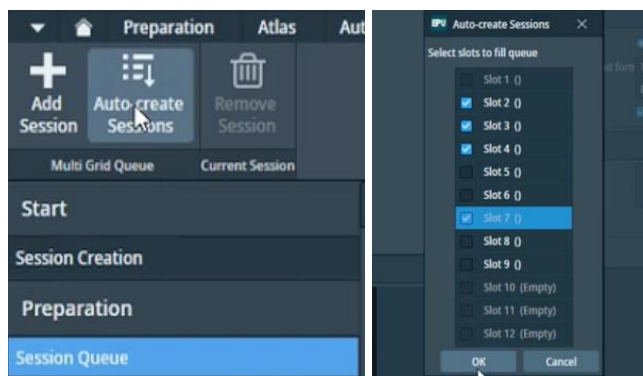 Preparation
Atlas
Add
Session
Auto-create
Sessions
Remove
Session
Multi Grid Queue
Current Session
Start
Session Creation
Preparation
Session Queue
EPU Auto-create Sessions
Select slots to fill queue
Slot 1 ()
Slot 2 ()
Slot 3 ()
Slot 4 ()
Slot 5 ()
Slot 6 ()
Slot 7 ()
Slot 8 ()
Slot 9 ()
Slot 10 (Empty)
Slot 11 (Empty)
Slot 12 (Empty)
OK
Cancel